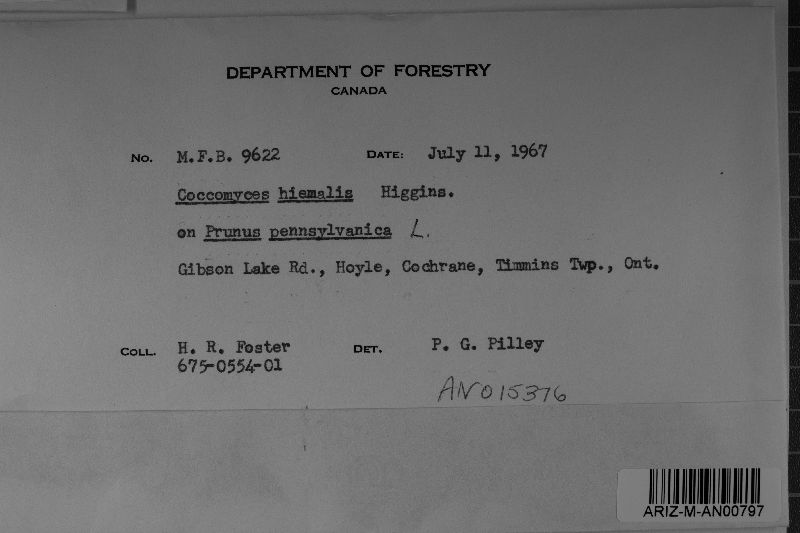 DEPARTMENT OF FORESTRY
CANADA
No. M.F.B. 9622 DATE: July 11, 1967
Coccomyces hiemalis Higgins.
on Prunus pennsylvanica L.
Gibson Lake Rd., Hoyle, Cochrane, Timmins Twp., Ont.
COLL. H. R. Foster DET. P. G. Pilley
675-0554-01
AN015376
ARIZ-M-AN00797